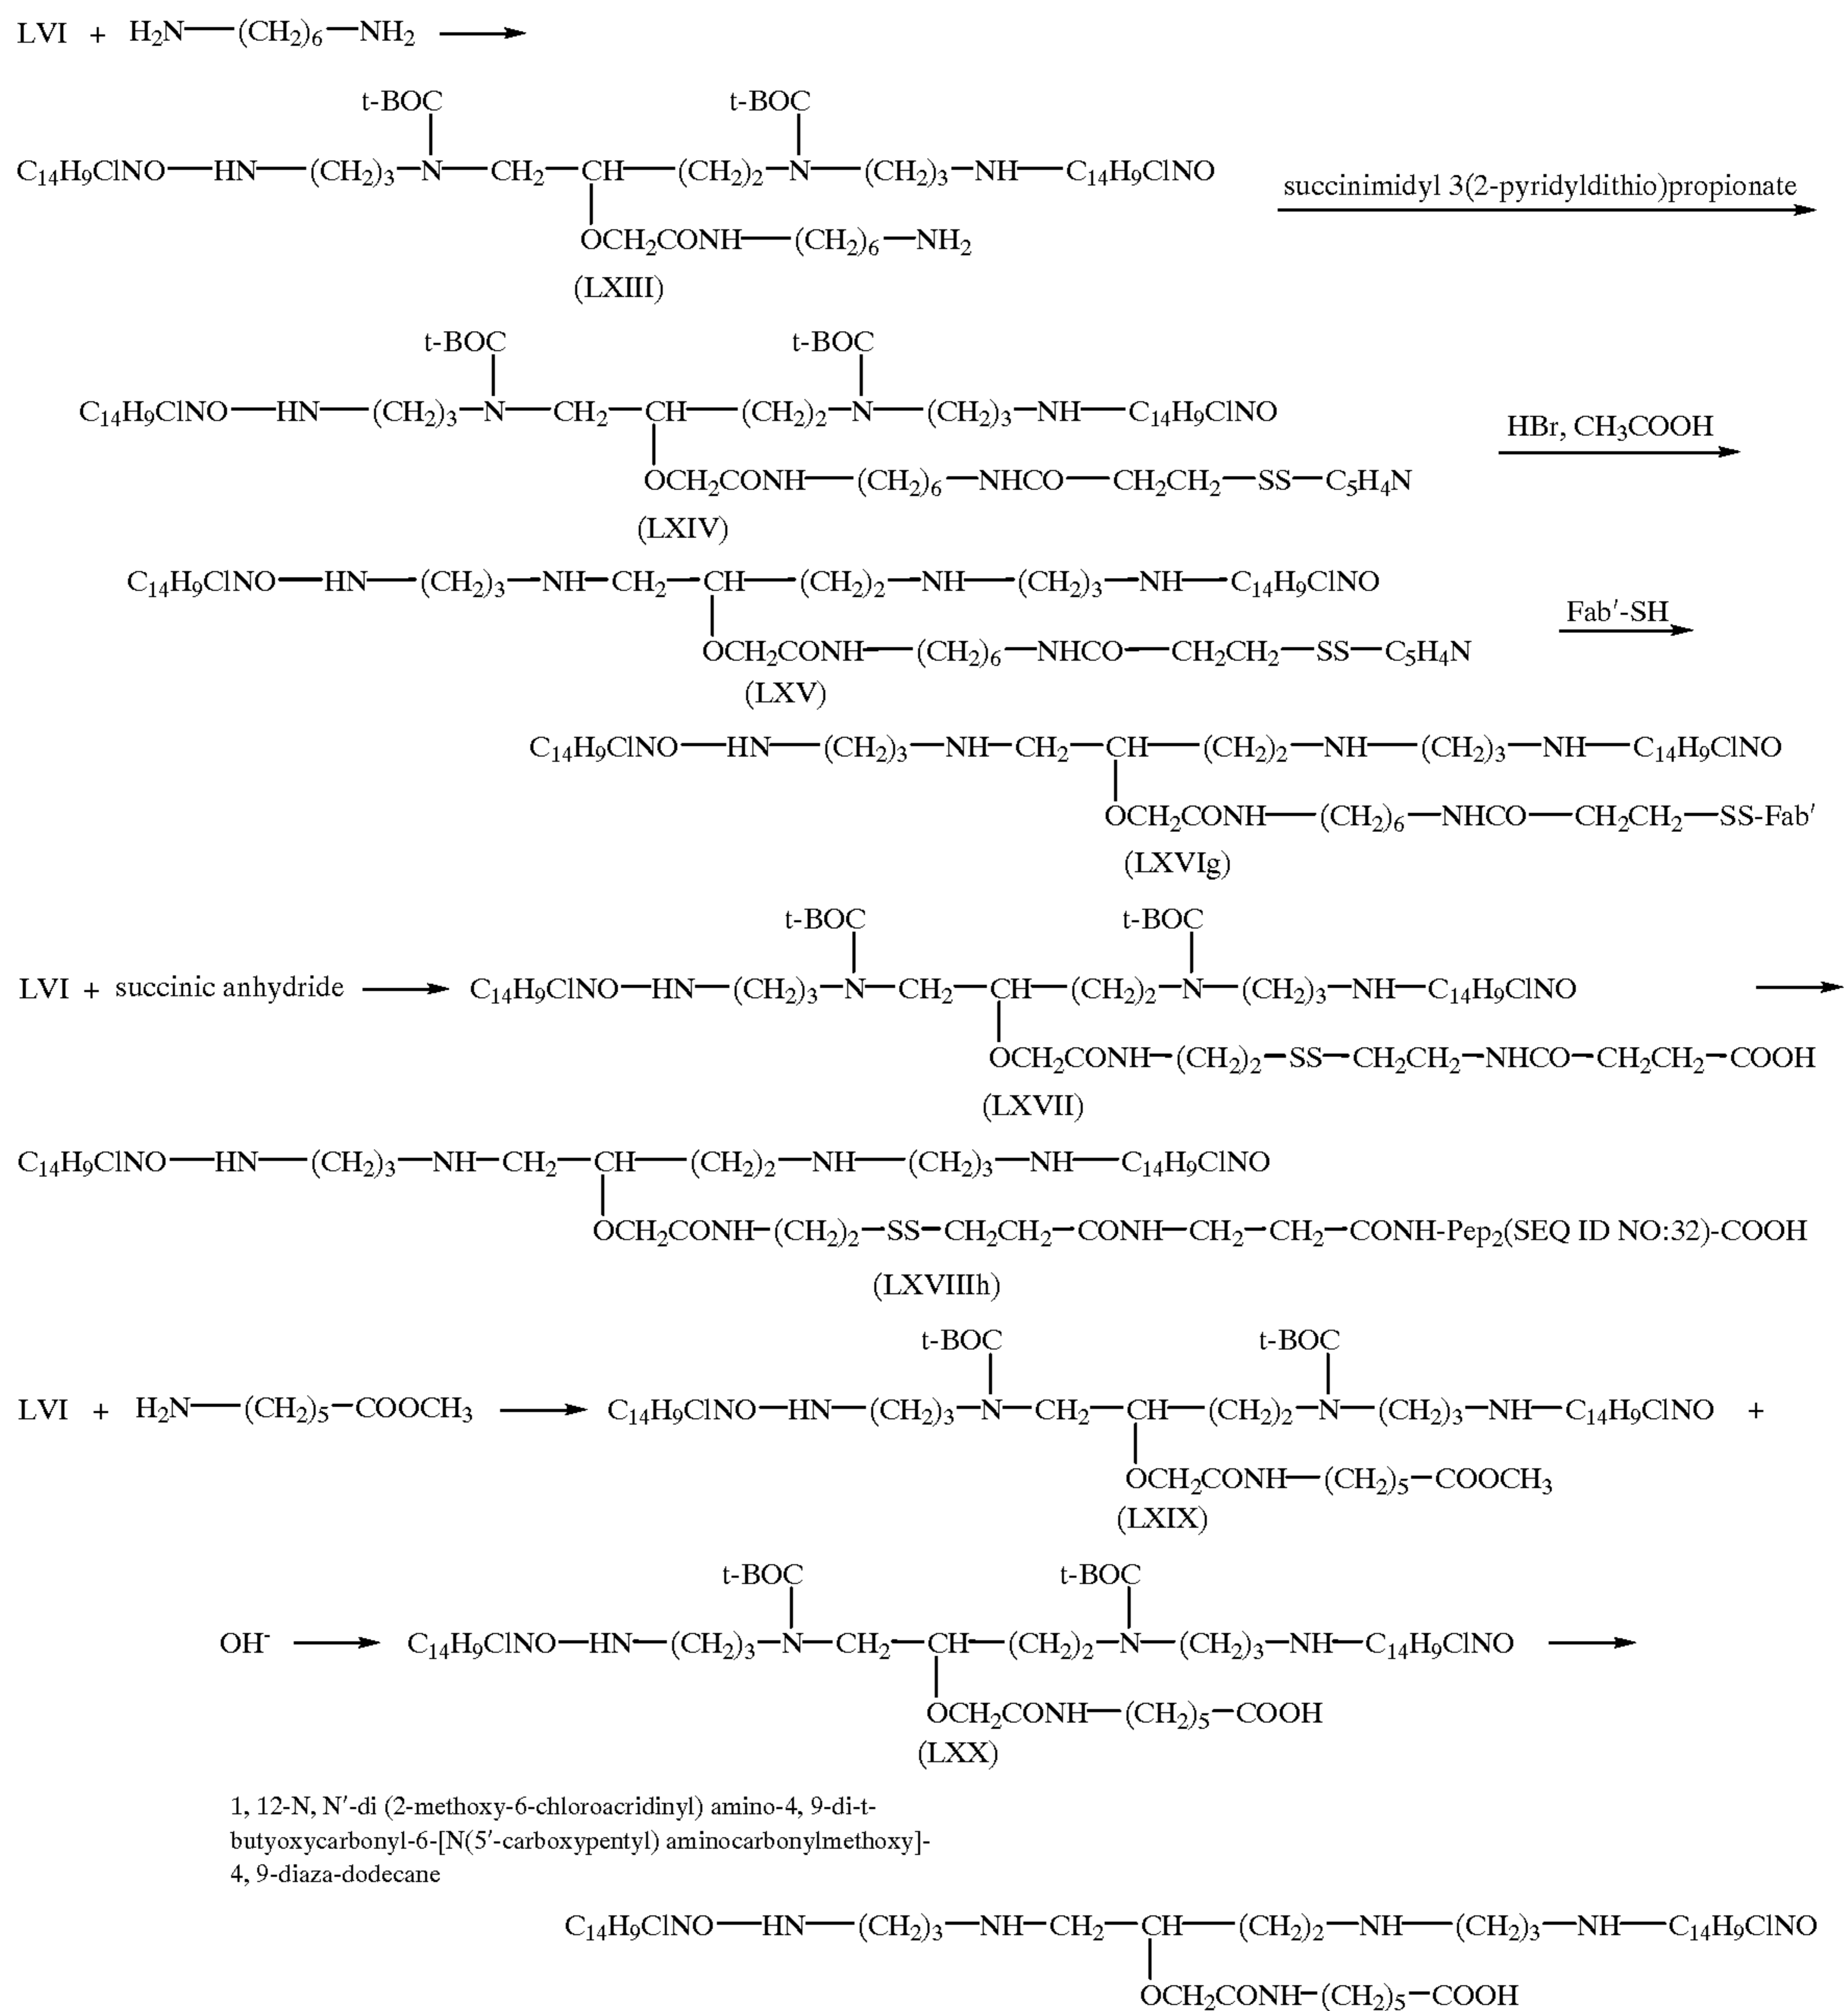 LVI + H₂N—(CH₂)₆—NH₂ ⟶
t-BOC t-BOC
C₁₄H₉ClNO—HN—(CH₂)₃—N—CH₂—CH—(CH₂)₂—N—(CH₂)₃—NH—C₁₄H₉ClNO
succinimidyl 3(2-pyridyldithio)propionate
OCH₂CONH—(CH₂)₆—NH₂
(LXIII)
t-BOC t-BOC
C₁₄H₉ClNO—HN—(CH₂)₃—N—CH₂—CH—(CH₂)₂—N—(CH₂)₃—NH—C₁₄H₉ClNO
HBr, CH₃COOH
OCH₂CONH—(CH₂)₆—NHCO—CH₂CH₂—SS—C₅H₄N
(LXIV)
C₁₄H₉ClNO—HN—(CH₂)₃—NH—CH₂—CH—(CH₂)₂—NH—(CH₂)₃—NH—C₁₄H₉ClNO
Fab′-SH
OCH₂CONH—(CH₂)₆—NHCO—CH₂CH₂—SS—C₅H₄N
(LXV)
C₁₄H₉ClNO—HN—(CH₂)₃—NH—CH₂—CH—(CH₂)₂—NH—(CH₂)₃—NH—C₁₄H₉ClNO
OCH₂CONH—(CH₂)₆—NHCO—CH₂CH₂—SS-Fab′
(LXVIg)
t-BOC t-BOC
LVI + succinic anhydride ⟶ C₁₄H₉ClNO—HN—(CH₂)₃—N—CH₂—CH—(CH₂)₂—N—(CH₂)₃—NH—C₁₄H₉ClNO ⟶
OCH₂CONH—(CH₂)₂—SS—CH₂CH₂—NHCO—CH₂CH₂—COOH
(LXVII)
C₁₄H₉ClNO—HN—(CH₂)₃—NH—CH₂—CH—(CH₂)₂—NH—(CH₂)₃—NH—C₁₄H₉ClNO
OCH₂CONH—(CH₂)₂—SS—CH₂CH₂—CONH—CH₂—CH₂—CONH-Pep₂(SEQ ID NO:32)-COOH
(LXVIIIh)
t-BOC t-BOC
LVI + H₂N—(CH₂)₅—COOCH₃ ⟶ C₁₄H₉ClNO—HN—(CH₂)₃—N—CH₂—CH—(CH₂)₂—N—(CH₂)₃—NH—C₁₄H₉ClNO +
OCH₂CONH—(CH₂)₅—COOCH₃
(LXIX)
t-BOC t-BOC
OH⁻ ⟶ C₁₄H₉ClNO—HN—(CH₂)₃—N—CH₂—CH—(CH₂)₂—N—(CH₂)₃—NH—C₁₄H₉ClNO ⟶
OCH₂CONH—(CH₂)₅—COOH
(LXX)
1, 12-N, N′-di (2-methoxy-6-chloroacridinyl) amino-4, 9-di-t-
butyoxycarbonyl-6-[N(5′-carboxypentyl) aminocarbonylmethoxy]-
4, 9-diaza-dodecane
C₁₄H₉ClNO—HN—(CH₂)₃—NH—CH₂—CH—(CH₂)₂—NH—(CH₂)₃—NH—C₁₄H₉ClNO
OCH₂CONH—(CH₂)₅—COOH